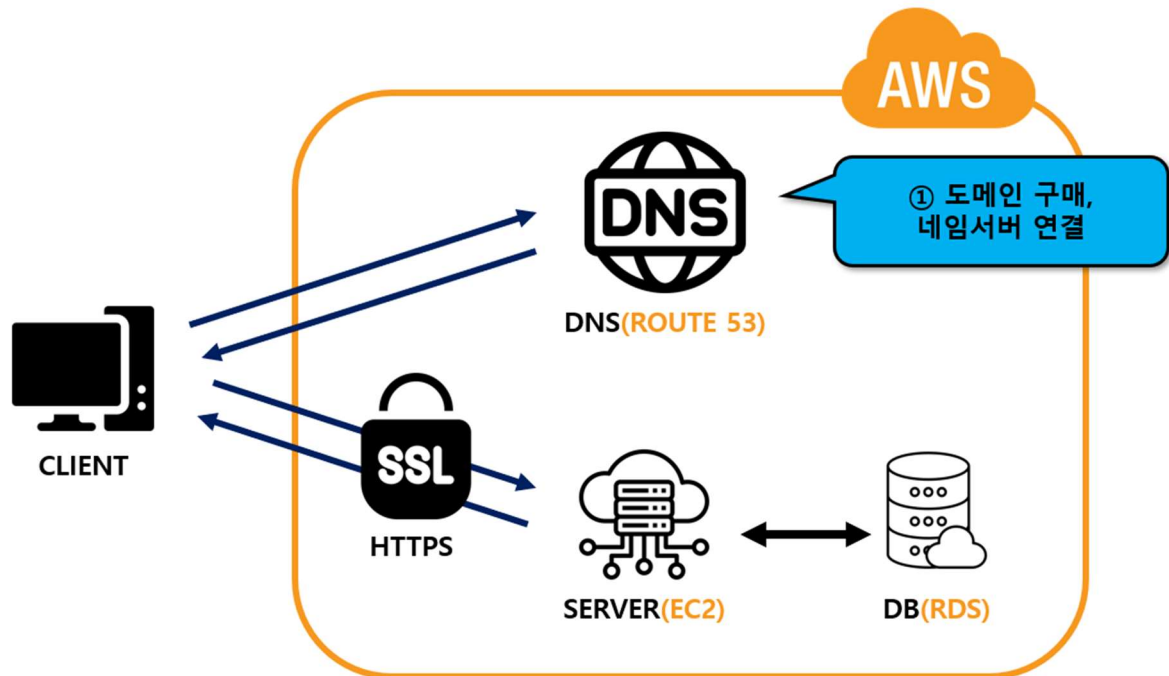 AWS
DNS
① 도메인 구매,
네임서버 연결
DNS(ROUTE 53)
CLIENT
SSL
HTTPS
SERVER(EC2)
DB(RDS)